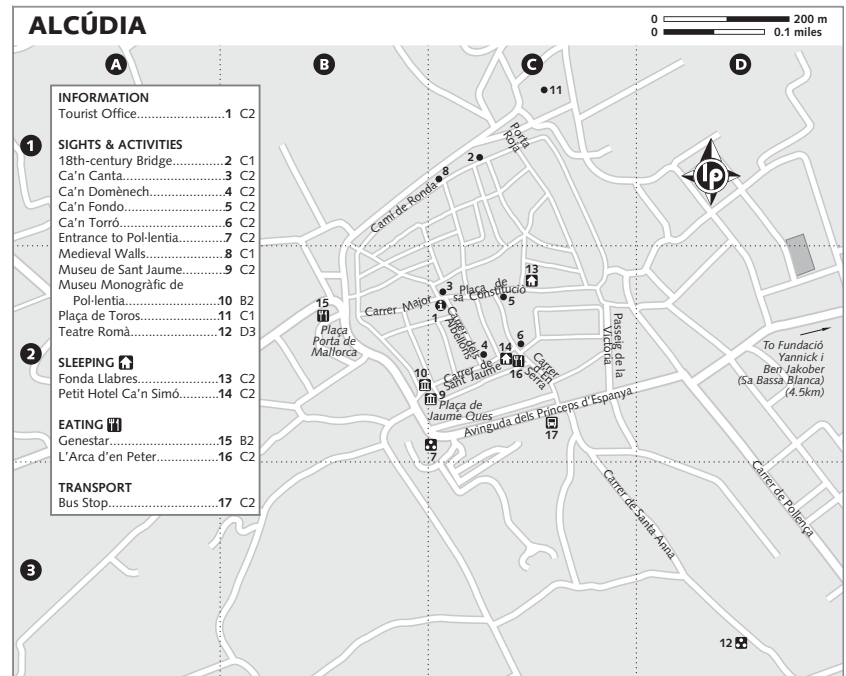 ALCÚDIA
0 200 m
0 0.1 miles
A
B
C
D
INFORMATION
Tourist Office.........................1 C2
1
SIGHTS & ACTIVITIES
18th-century Bridge...............2 C1
Ca'n Canta.............................3 C2
Ca'n Domènech.....................4 C2
Ca'n Fondo............................5 C2
Ca'n Torró.............................6 C2
Entrance to Pol·lentia.............7 C2
Medieval Walls.......................8 C1
Museu de Sant Jaume............9 C2
Museu Monogràfic de
Pol·lentia..........................10 B2
Plaça de Toros.....................11 C1
Teatre Romà.......................12 D3
2
SLEEPING
Fonda Llabres......................13 C2
Petit Hotel Ca'n Simó..........14 C2
EATING
Genestar.............................15 B2
L'Arca d'en Peter.................16 C2
TRANSPORT
Bus Stop.............................17 C2
3
11
Porta
Roja
2
8
lp
Camí de Ronda
13
3
Plaça de
sa Constitució
5
Carrer Major
1
15
Plaça
Porta de
Mallorca
Carrer dels
Albellons
4
14
6
16
Carrer
d'En
Serra
Passeig de la
Victòria
To Fundació
Yannick i
Ben Jakober
(Sa Bassa Blanca)
(4.5km)
10
Carrer de
Sant Jaume
9
Plaça de
Jaume Ques
Avinguda dels Prínceps d'Espanya
17
7
Carrer de Santa Anna
Carrer de Pollença
12